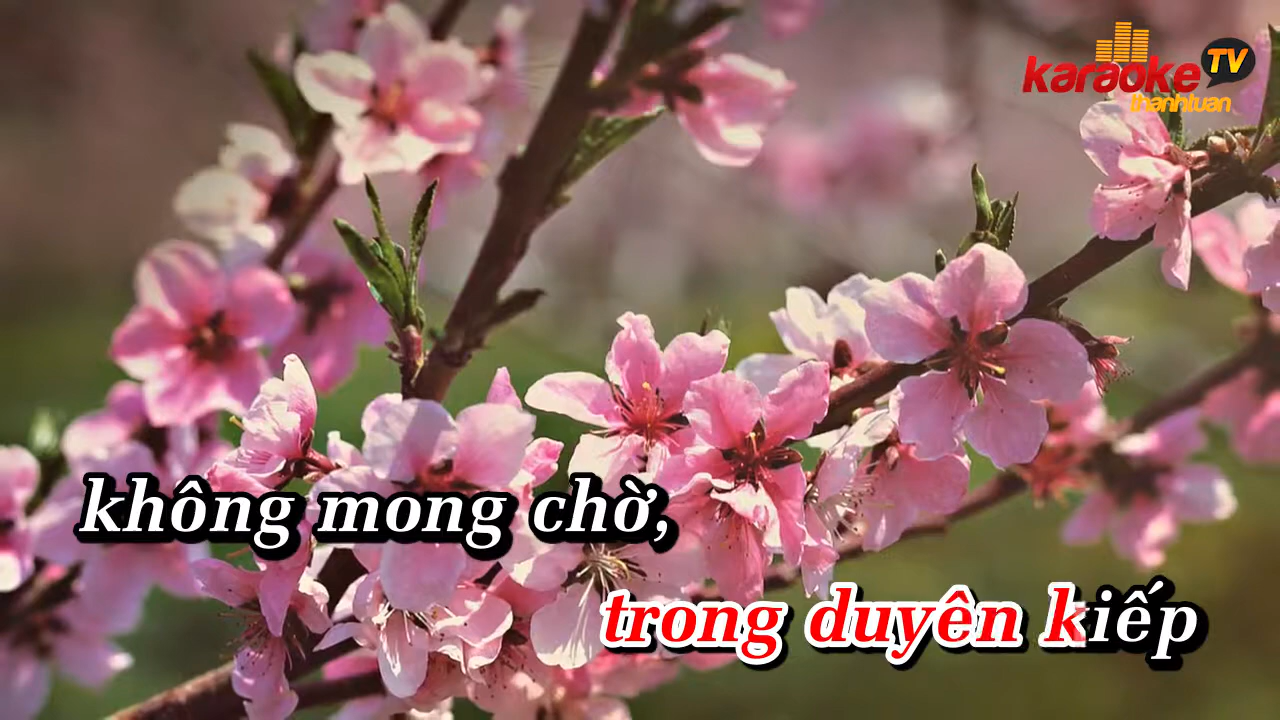 karaoke TV
thanhtuan
không mong chờ,
trong duyên kiếp